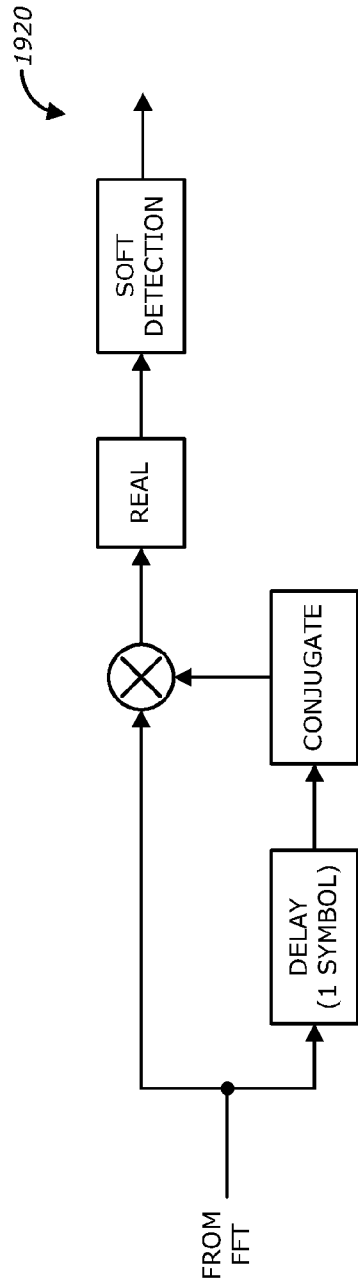 1920
FROM
FFT
DELAY
(1 SYMBOL)
CONJUGATE
REAL
SOFT
DETECTION